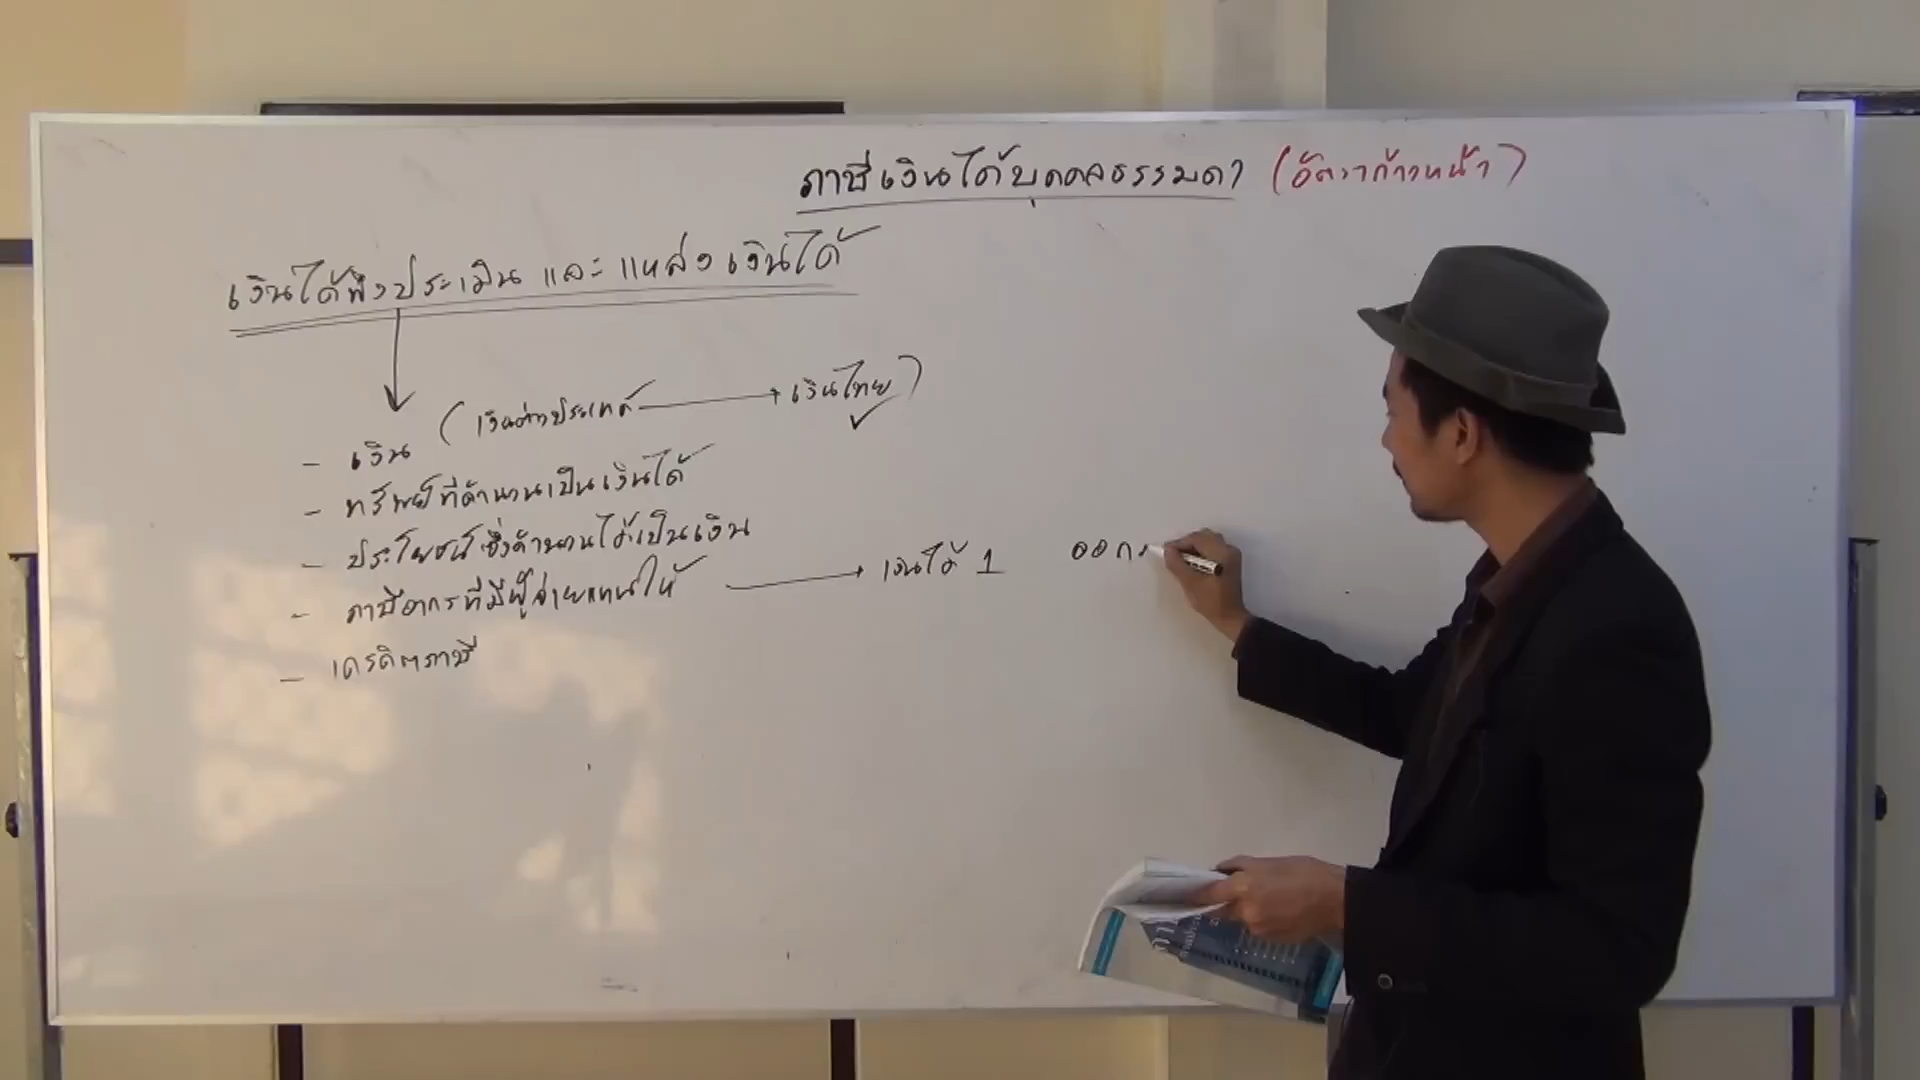 ภาษีเงินได้บุคคลธรรมดา (อัตราก้าวหน้า)
เงินได้พึงประเมิน และ แหล่งเงินได้
- เงิน (เงินต่างประเทศ → เงินไทย) ✓
- ทรัพย์ที่คำนวนเป็นเงินได้
- ประโยชน์ซึ่งคำนวนได้เป็นเงิน
- ภาษีอากรที่มีผู้จ่ายแทนให้ → เงินได้ 1 ออก
- เครดิตภาษี